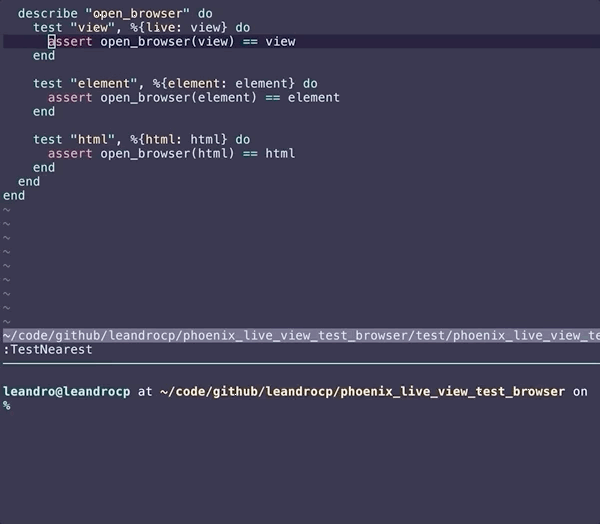 describe "open_browser" do
test "view", %{live: view} do
assert open_browser(view) == view
end
test "element", %{element: element} do
assert open_browser(element) == element
end
test "html", %{html: html} do
assert open_browser(html) == html
end
end
end
~
~
~
~
~
~
~
~
~
~/code/github/leandrocp/phoenix_live_view_test_browser/test/phoenix_live_view_te
:TestNearest
leandro@leandrocp at ~/code/github/leandrocp/phoenix_live_view_test_browser on
%